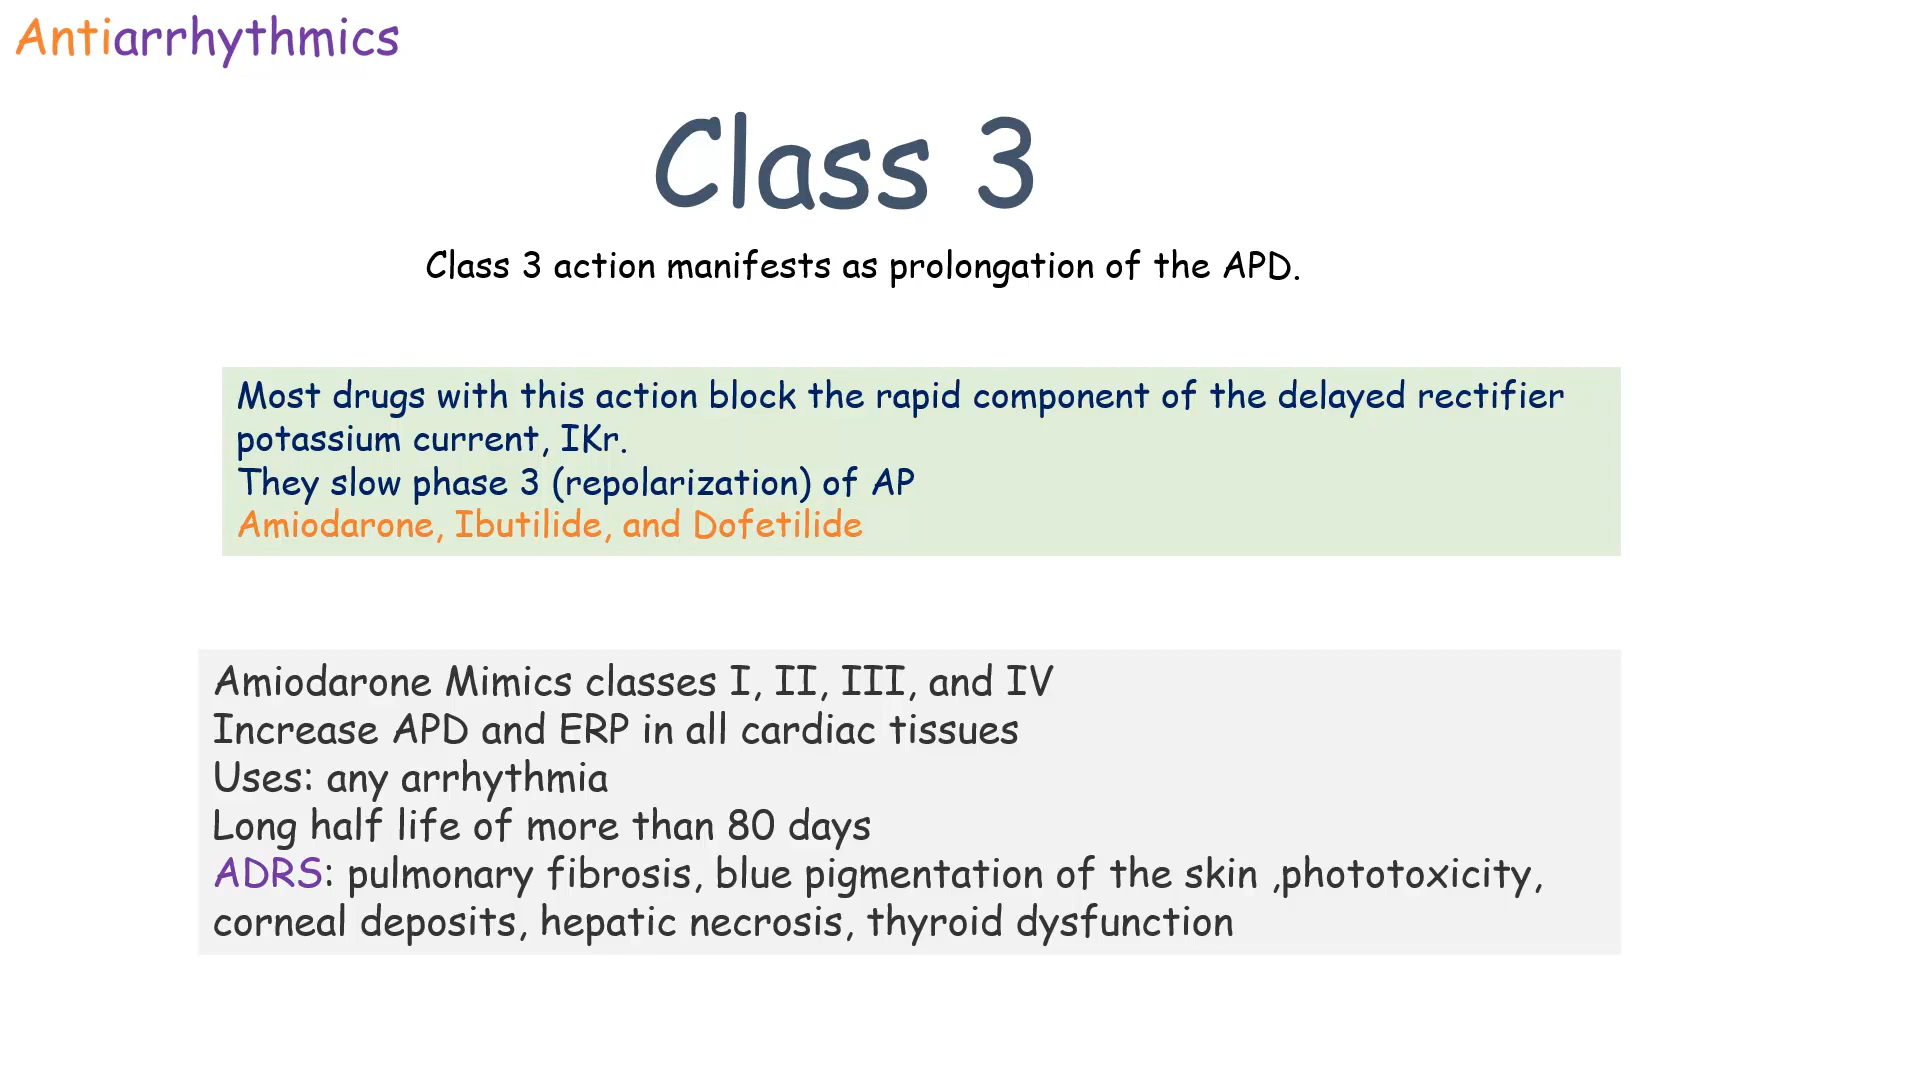 Antiarrhythmics
Class 3
Class 3 action manifests as prolongation of the APD.
Most drugs with this action block the rapid component of the delayed rectifier
potassium current, IKr.
They slow phase 3 (repolarization) of AP
Amiodarone, Ibutilide, and Dofetilide
Amiodarone Mimics classes I, II, III, and IV
Increase APD and ERP in all cardiac tissues
Uses: any arrhythmia
Long half life of more than 80 days
ADRS: pulmonary fibrosis, blue pigmentation of the skin ,phototoxicity,
corneal deposits, hepatic necrosis, thyroid dysfunction